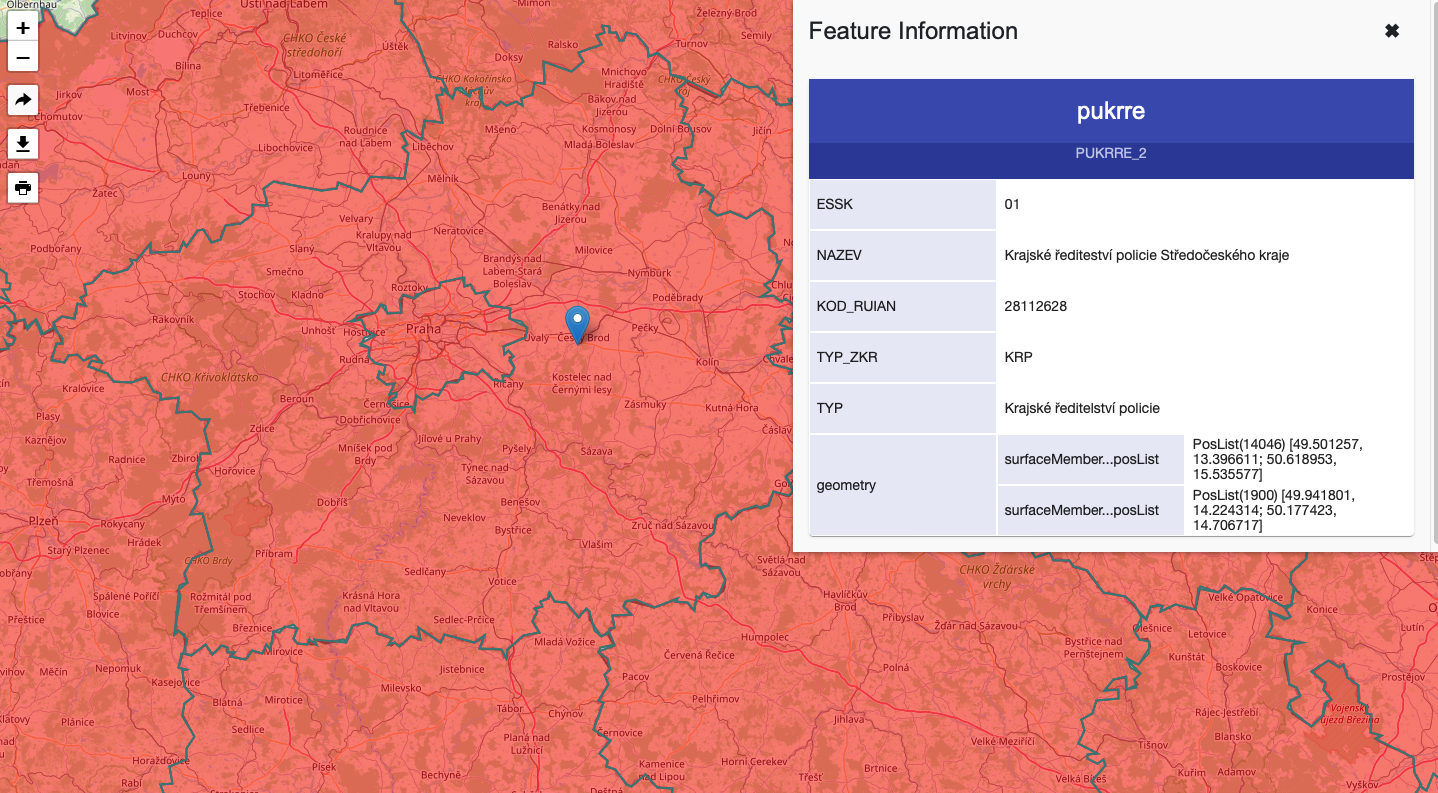 Olbernhau
Ústí nad Labem
Mimoň
Železný Brod
Litvínov
Duchcov
Teplice
CHKO České
středohoří
Úštěk
Ralsko
Turnov
Semily
Bílina
Doksy
Litoměřice
Mnichovo
Hradiště
CHKO Český
ráj
CHKO Kokořínsko
Jirkov
Most
Třebenice
Bakov nad
Jizerou
Chomutov
Roudnice
nad Labem
Mšeno
Kosmonosy
Dolní Bousov
Jičín
Libochovice
Liběchov
Mladá Boleslav
Louny
Žatec
Mělník
Velvary
Benátky nad
Jizerou
Podbořany
Slaný
Kralupy nad
Vltavou
Neratovice
Milovice
Smečno
Brandýs nad
Labem-Stará
Boleslav
Nymburk
Stochov
Kladno
Roztoky
Poděbrady
Rakovník
Unhošť
Hostivice
Praha
Úvaly
Český Brod
Pečky
Rudná
Kolín
CHKO Křivoklátsko
Říčany
Kostelec nad
Černými lesy
Kralovice
Beroun
Černošice
Zásmuky
Kutná Hora
Plasy
Dobřichovice
Kaznějov
Zdice
Jílové u Prahy
Mníšek pod
Brdy
Pyšely
Sázava
Radnice
Zbiroh
Hořovice
Týnec nad
Sázavou
Třemošná
Mýto
Dobříš
Benešov
Plzeň
Rokycany
Neveklov
Bystřice
Zruč nad Sázavou
Starý Plzenec
Hrádek
Příbram
Vlašim
CHKO Brdy
Sedlčany
Světlá nad
Sázavou
CHKO Žďárské
vrchy
Spálené Poříčí
Rožmitál pod
Třemšínem
Votice
Krásná Hora
nad Vltavou
Havlíčkův
Brod
Velké Opatovice
Konice
Přeštice
Blovice
Březnice
Sedlec-Prčice
Přibyslav
Žďár nad Sázavou
Olešnice
Letovice
Lutín
Mirovice
Mladá Vožice
Humpolec
Bystřice nad
Pernštejnem
Kunštát
Boskovice
Měčín
Nepomuk
Kasejovice
Jistebnice
Červená Řečice
Polná
Prostějov
Blatná
Mirotice
Milevsko
Pacov
Pelhřimov
Tábor
Chýnov
Rájec-Jestřebí
Vojenský
újezd Březina
Plánice
Sedlice
Jihlava
Planá nad
Lužnicí
Černovice
Velké Meziříčí
Tišnov
Blansko
Horažďovice
Písek
Bechyně
Kamenice
nad Lipou
Horní Cerekev
Třešť
Brtnice
Velká Bíteš
Kuřim
Adamov
Vyškov
Rabí
Feature Information
✖
pukrre
PUKRRE_2
ESSK 01
NAZEV Krajské řediteství policie Středočeského kraje
KOD_RUIAN 28112628
TYP_ZKR KRP
TYP Krajské ředitelství policie
geometry
surfaceMember...posList
PosList(14046) [49.501257,
13.396611; 50.618953,
15.535577]
surfaceMember...posList
PosList(1900) [49.941801,
14.224314; 50.177423,
14.706717]